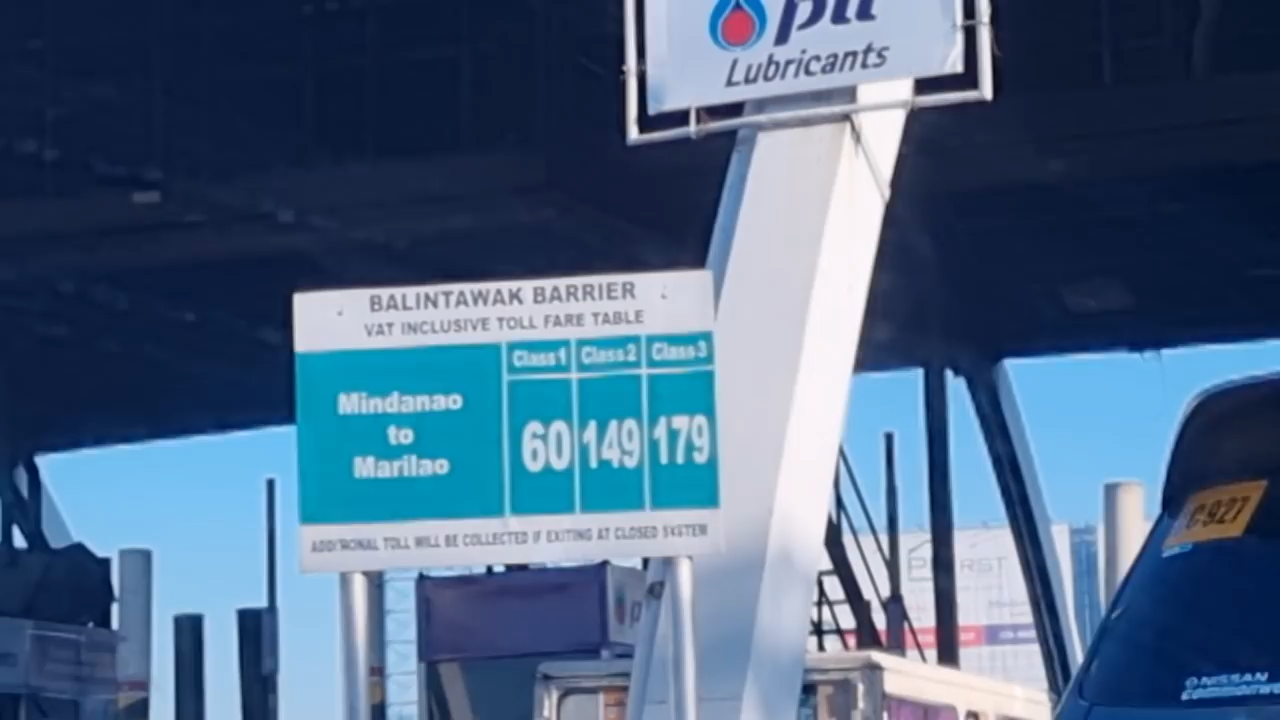 ptt
Lubricants
BALINTAWAK BARRIER
VAT INCLUSIVE TOLL FARE TABLE
Class 1 Class 2 Class 3
Mindanao
to
Marilao
60 149 179
ADDITIONAL TOLL WILL BE COLLECTED IF EXITING AT CLOSED SYSTEM
C927
NISSAN